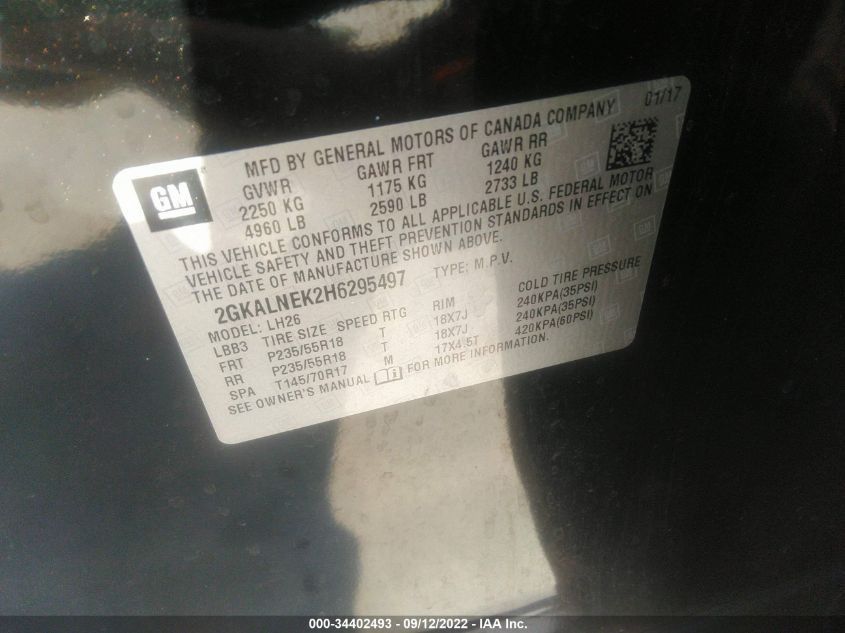 01/17
MFD BY GENERAL MOTORS OF CANADA COMPANY
GM
GVWR GAWR FRT GAWR RR
2250 KG 1175 KG 1240 KG
4960 LB 2590 LB 2733 LB
THIS VEHICLE CONFORMS TO ALL APPLICABLE U.S. FEDERAL MOTOR
VEHICLE SAFETY AND THEFT PREVENTION STANDARDS IN EFFECT ON
THE DATE OF MANUFACTURE SHOWN ABOVE.
2GKALNEK2H6295497 TYPE: M.P.V.
MODEL: LH26
LBB3 TIRE SIZE SPEED RTG RIM COLD TIRE PRESSURE
FRT P235/55R18 T 18X7J 240KPA(35PSI)
RR P235/55R18 T 18X7J 240KPA(35PSI)
SPA T145/70R17 M 17X4.5T 420KPA(60PSI)
SEE OWNER'S MANUAL FOR MORE INFORMATION.
000-34402493 - 09/12/2022 - IAA Inc.